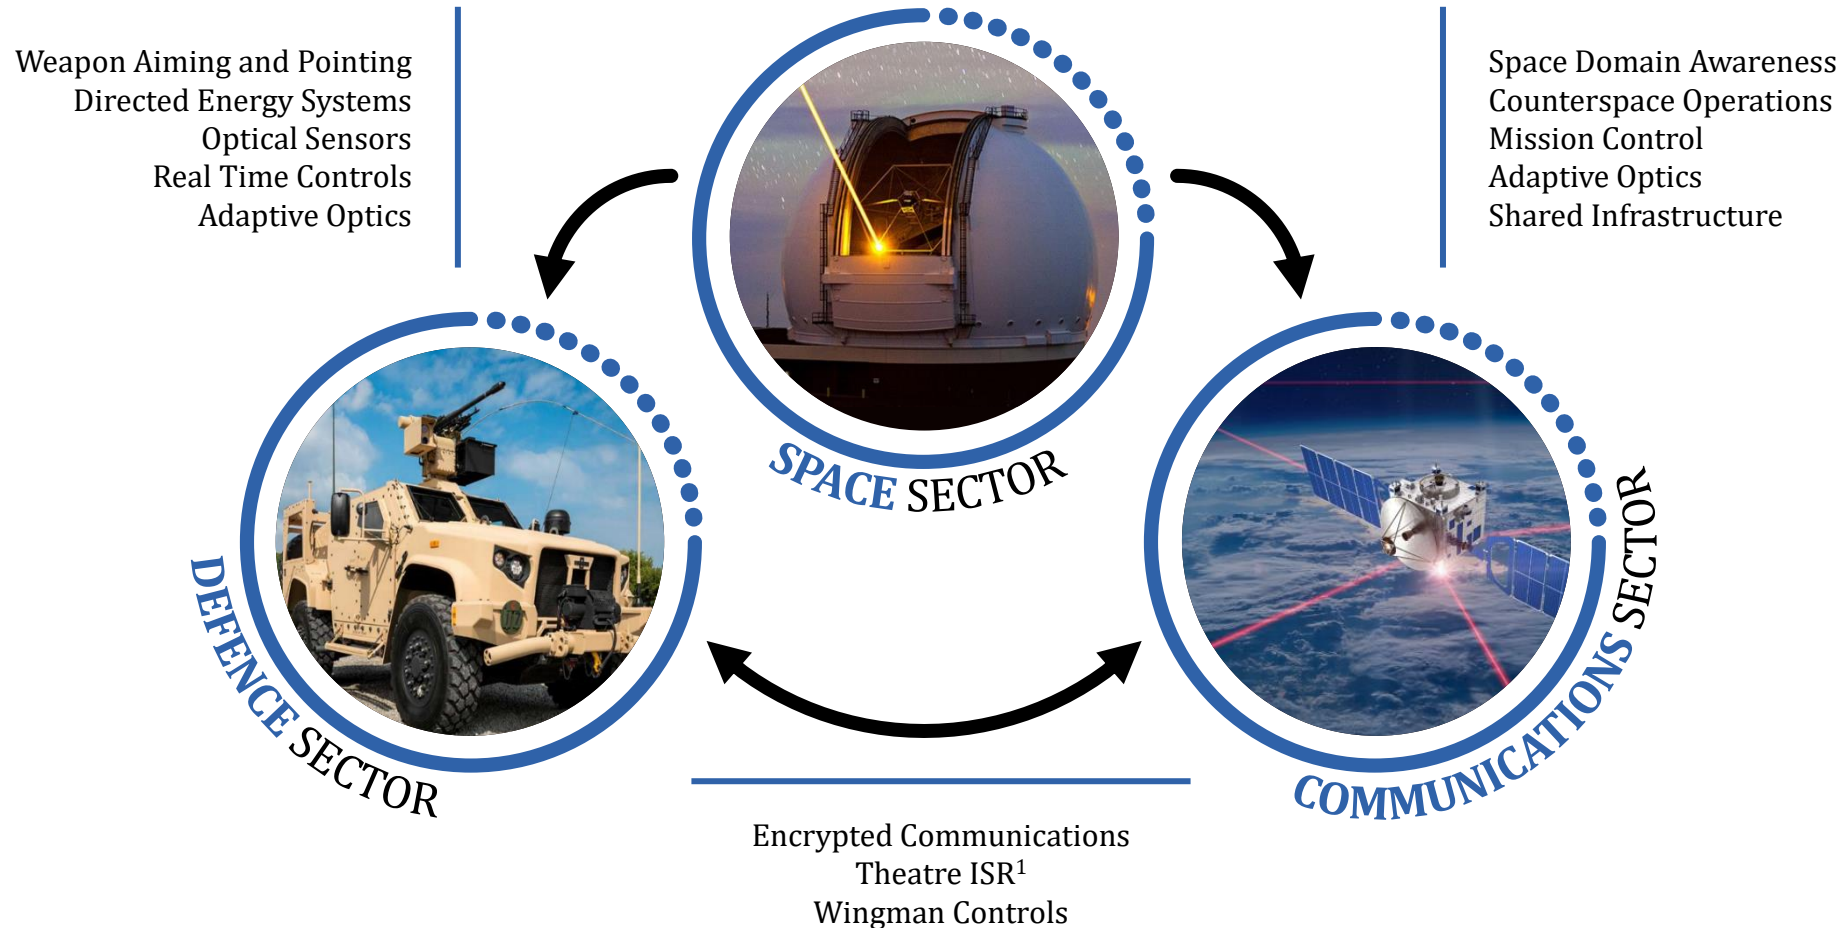 Weapon Aiming and Pointing
Directed Energy Systems
Optical Sensors
Real Time Controls
Adaptive Optics
Space Domain Awareness
Counterspace Operations
Mission Control
Adaptive Optics
Shared Infrastructure
SPACE SECTOR
DEFENCE SECTOR
COMMUNICATIONS SECTOR
Encrypted Communications
Theatre ISR¹
Wingman Controls